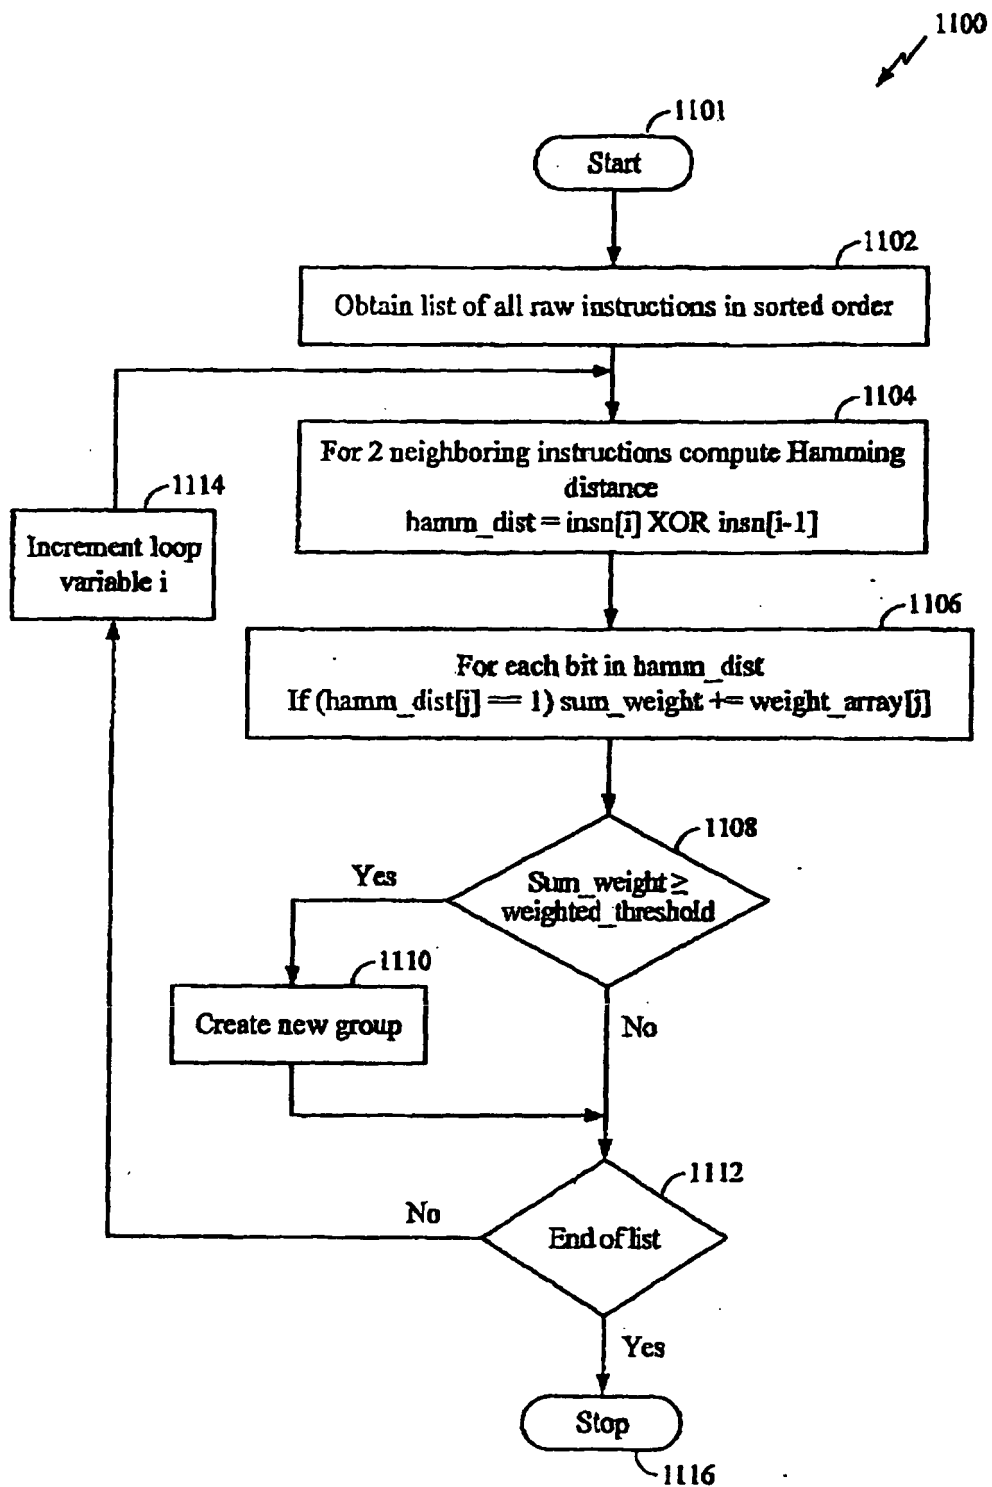 1100
1101
Start
1102
Obtain list of all raw instructions in sorted order
1104
For 2 neighboring instructions compute Hamming
distance
hamm_dist = insn[i] XOR insn[i-1]
1114
Increment loop
variable i
1106
For each bit in hamm_dist
If (hamm_dist[j] == 1) sum_weight += weight_array[j]
1108
Yes
Sum_weight ≥
weighted_threshold
1110
Create new group
No
1112
No
End of list
Yes
Stop
1116